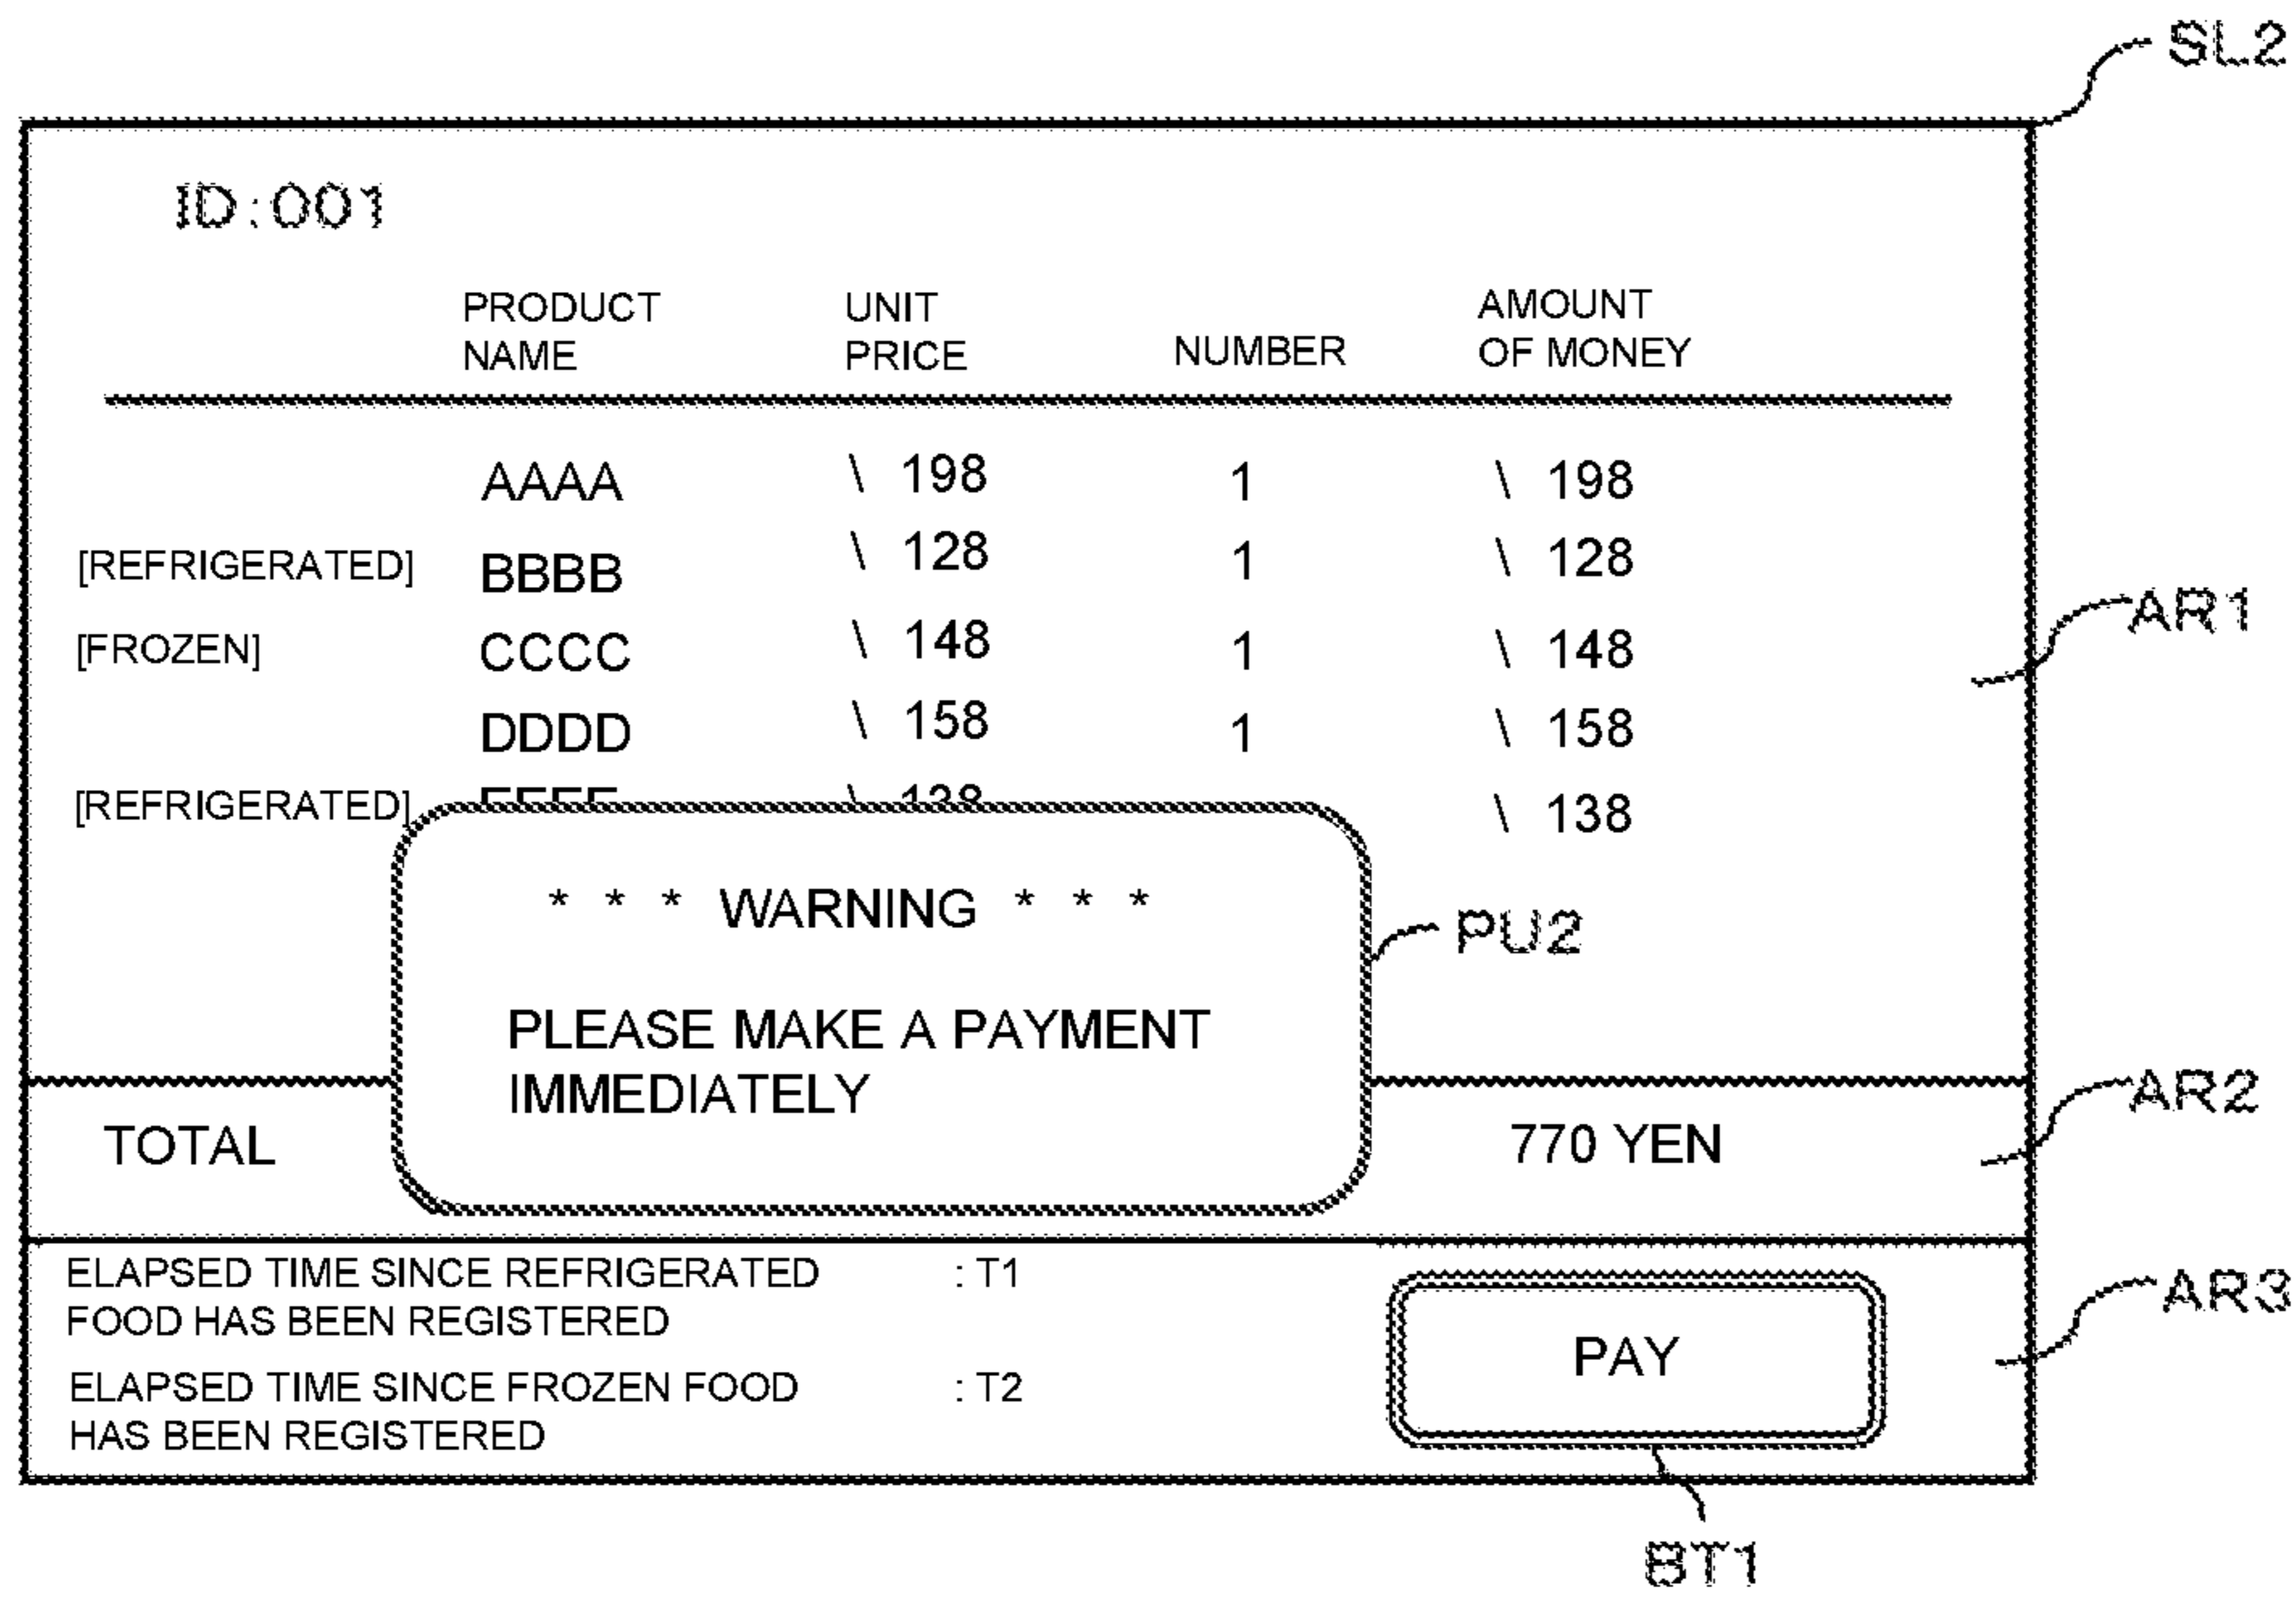 SL2
ID:001
PRODUCT NAME UNIT PRICE NUMBER AMOUNT OF MONEY
AAAA \ 198 1 \ 198
[REFRIGERATED] BBBB \ 128 1 \ 128
AR1
[FROZEN] CCCC \ 148 1 \ 148
DDDD \ 158 1 \ 158
[REFRIGERATED] \ 138 \ 138
* * * WARNING * * *
PU2
PLEASE MAKE A PAYMENT
IMMEDIATELY
AR2
TOTAL 770 YEN
ELAPSED TIME SINCE REFRIGERATED : T1
FOOD HAS BEEN REGISTERED
AR3
PAY
ELAPSED TIME SINCE FROZEN FOOD : T2
HAS BEEN REGISTERED
BT1